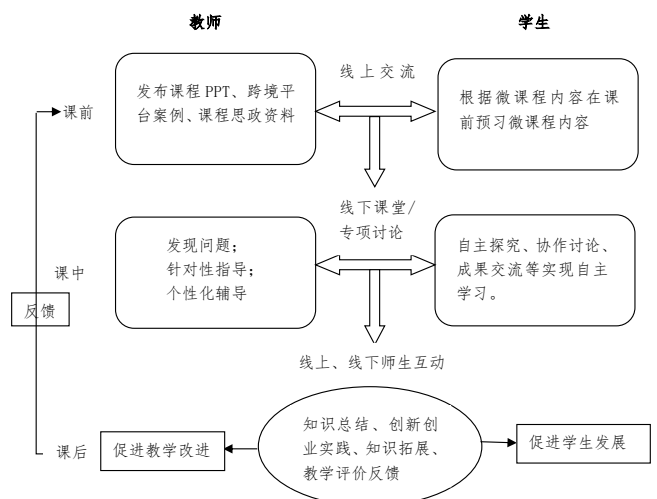 教师
学生
线上交流
发布课程 PPT、跨境平
台案例、课程思政资料
根据微课程内容在课
前预习微课程内容
课前
线下课堂/
专项讨论
发现问题；
针对性指导；
个性化辅导
自主探究、协作讨论、
成果交流等实现自主
学习。
课中
反馈
线上、线下师生互动
知识总结、创新创
业实践、知识拓展、
教学评价反馈
课后
促进教学改进
促进学生发展